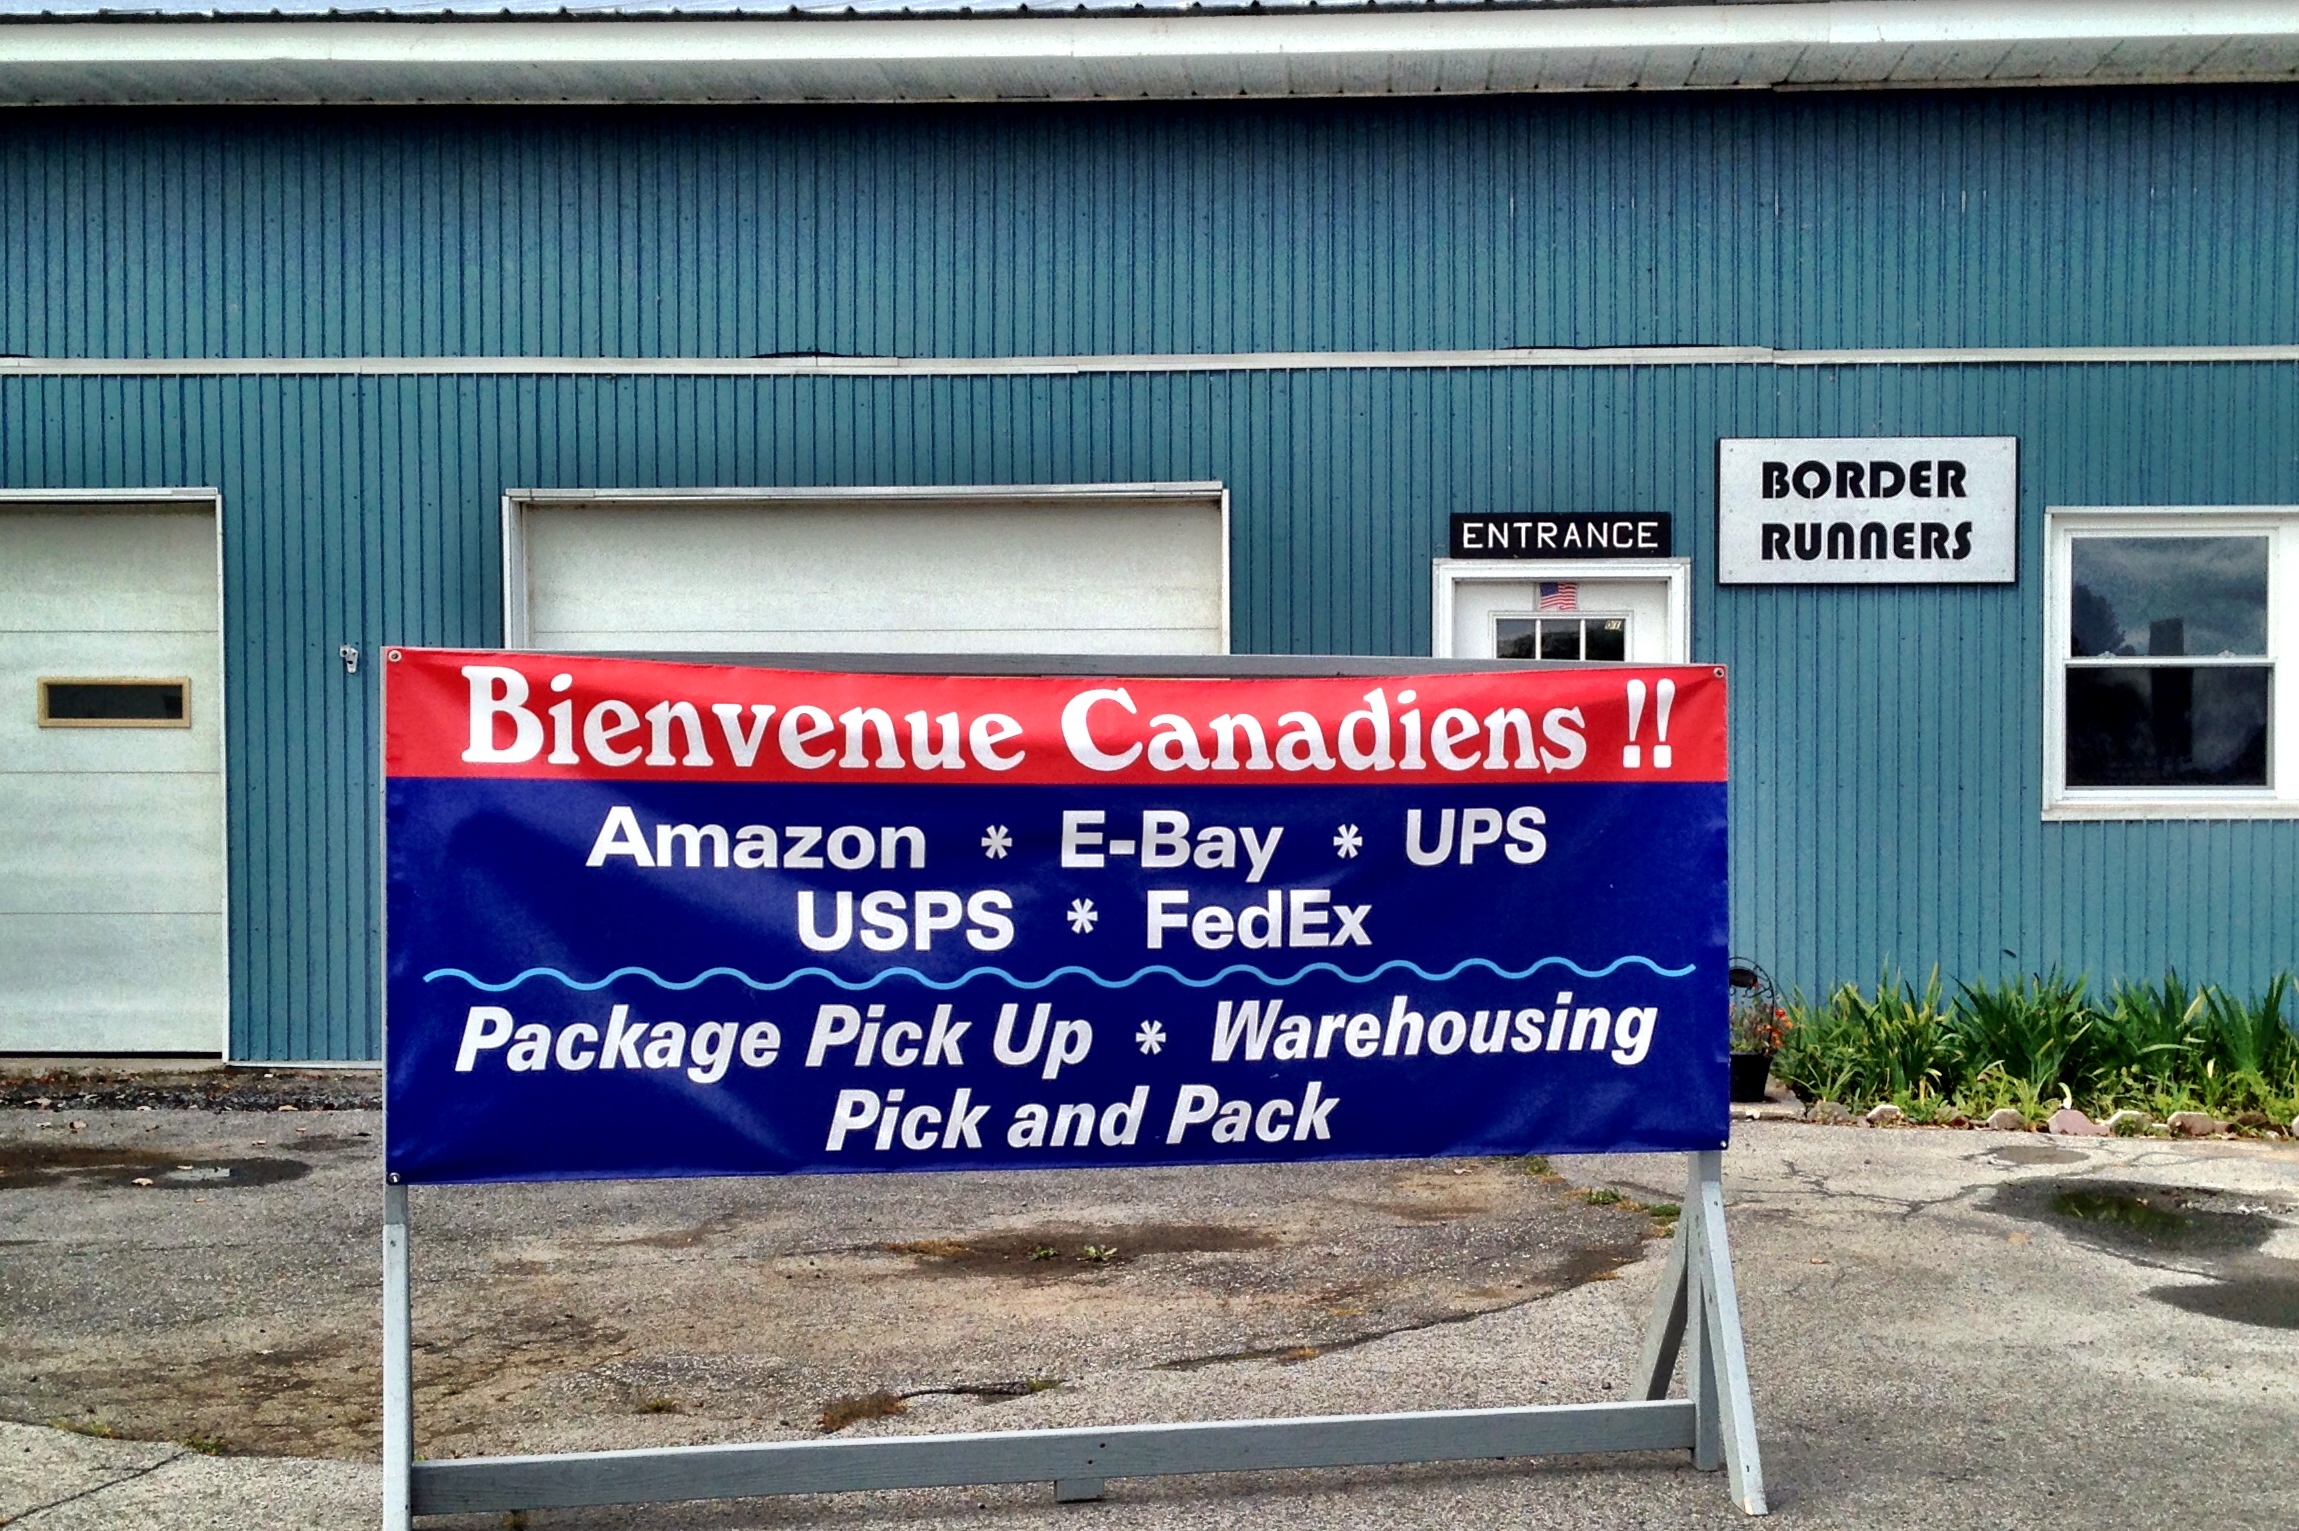 BORDER
RUNNERS
ENTRANCE
Bienvenue Canadiens !!
Amazon * E-Bay * UPS
USPS * FedEx
Package Pick Up * Warehousing
Pick and Pack